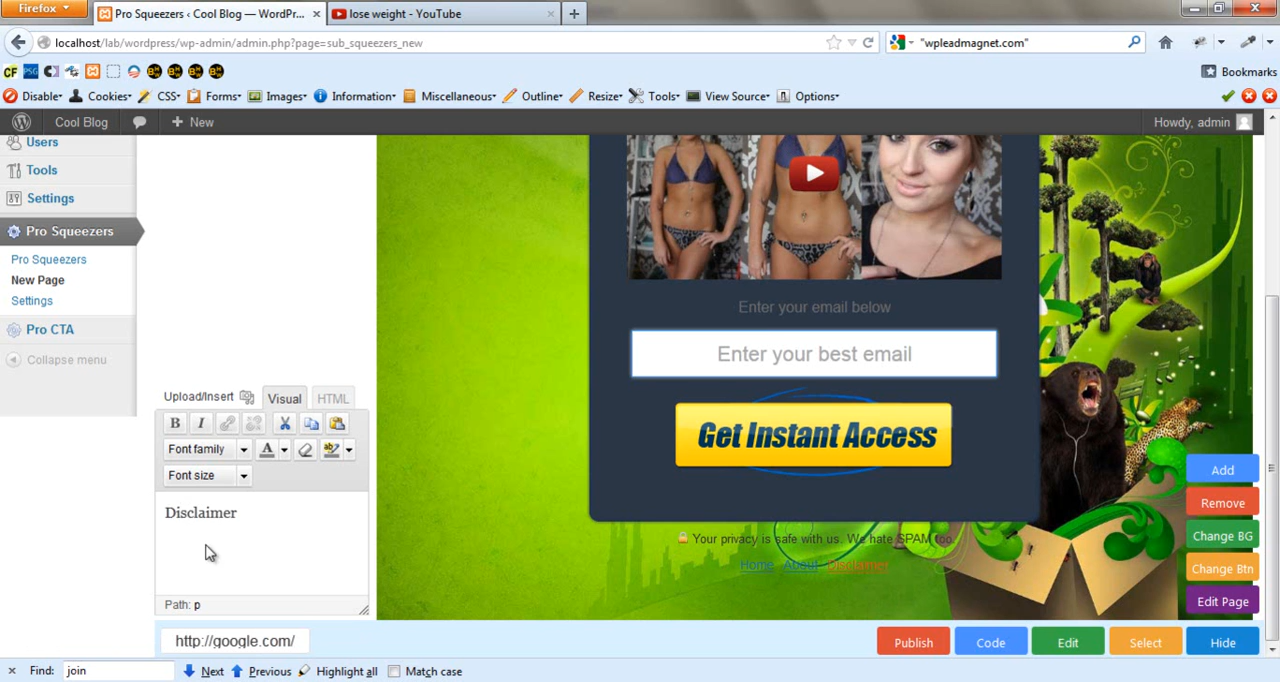 Firefox
Pro Squeezers ‹ Cool Blog — WordPr...
lose weight - YouTube
localhost/lab/wordpress/wp-admin/admin.php?page=sub_squeezers_new
"wpleadmagnet.com"
CF PSG
Bookmarks
Disable Cookies CSS Forms Images Information Miscellaneous Outline Resize Tools View Source Options
Cool Blog
+ New
Howdy, admin
Users
Tools
Settings
Pro Squeezers
Pro Squeezers
New Page
Settings
Pro CTA
Collapse menu
Upload/Insert
Visual
HTML
B I
Font family
A
Font size
Disclaimer
Path: p
http://google.com/
Enter your email below
Enter your best email
Get Instant Access
Your privacy is safe with us. We hate SPAM too.
Home About Disclaimer
Add
Remove
Change BG
Change Btn
Edit Page
Publish
Code
Edit
Select
Hide
× Find: join Next Previous Highlight all Match case